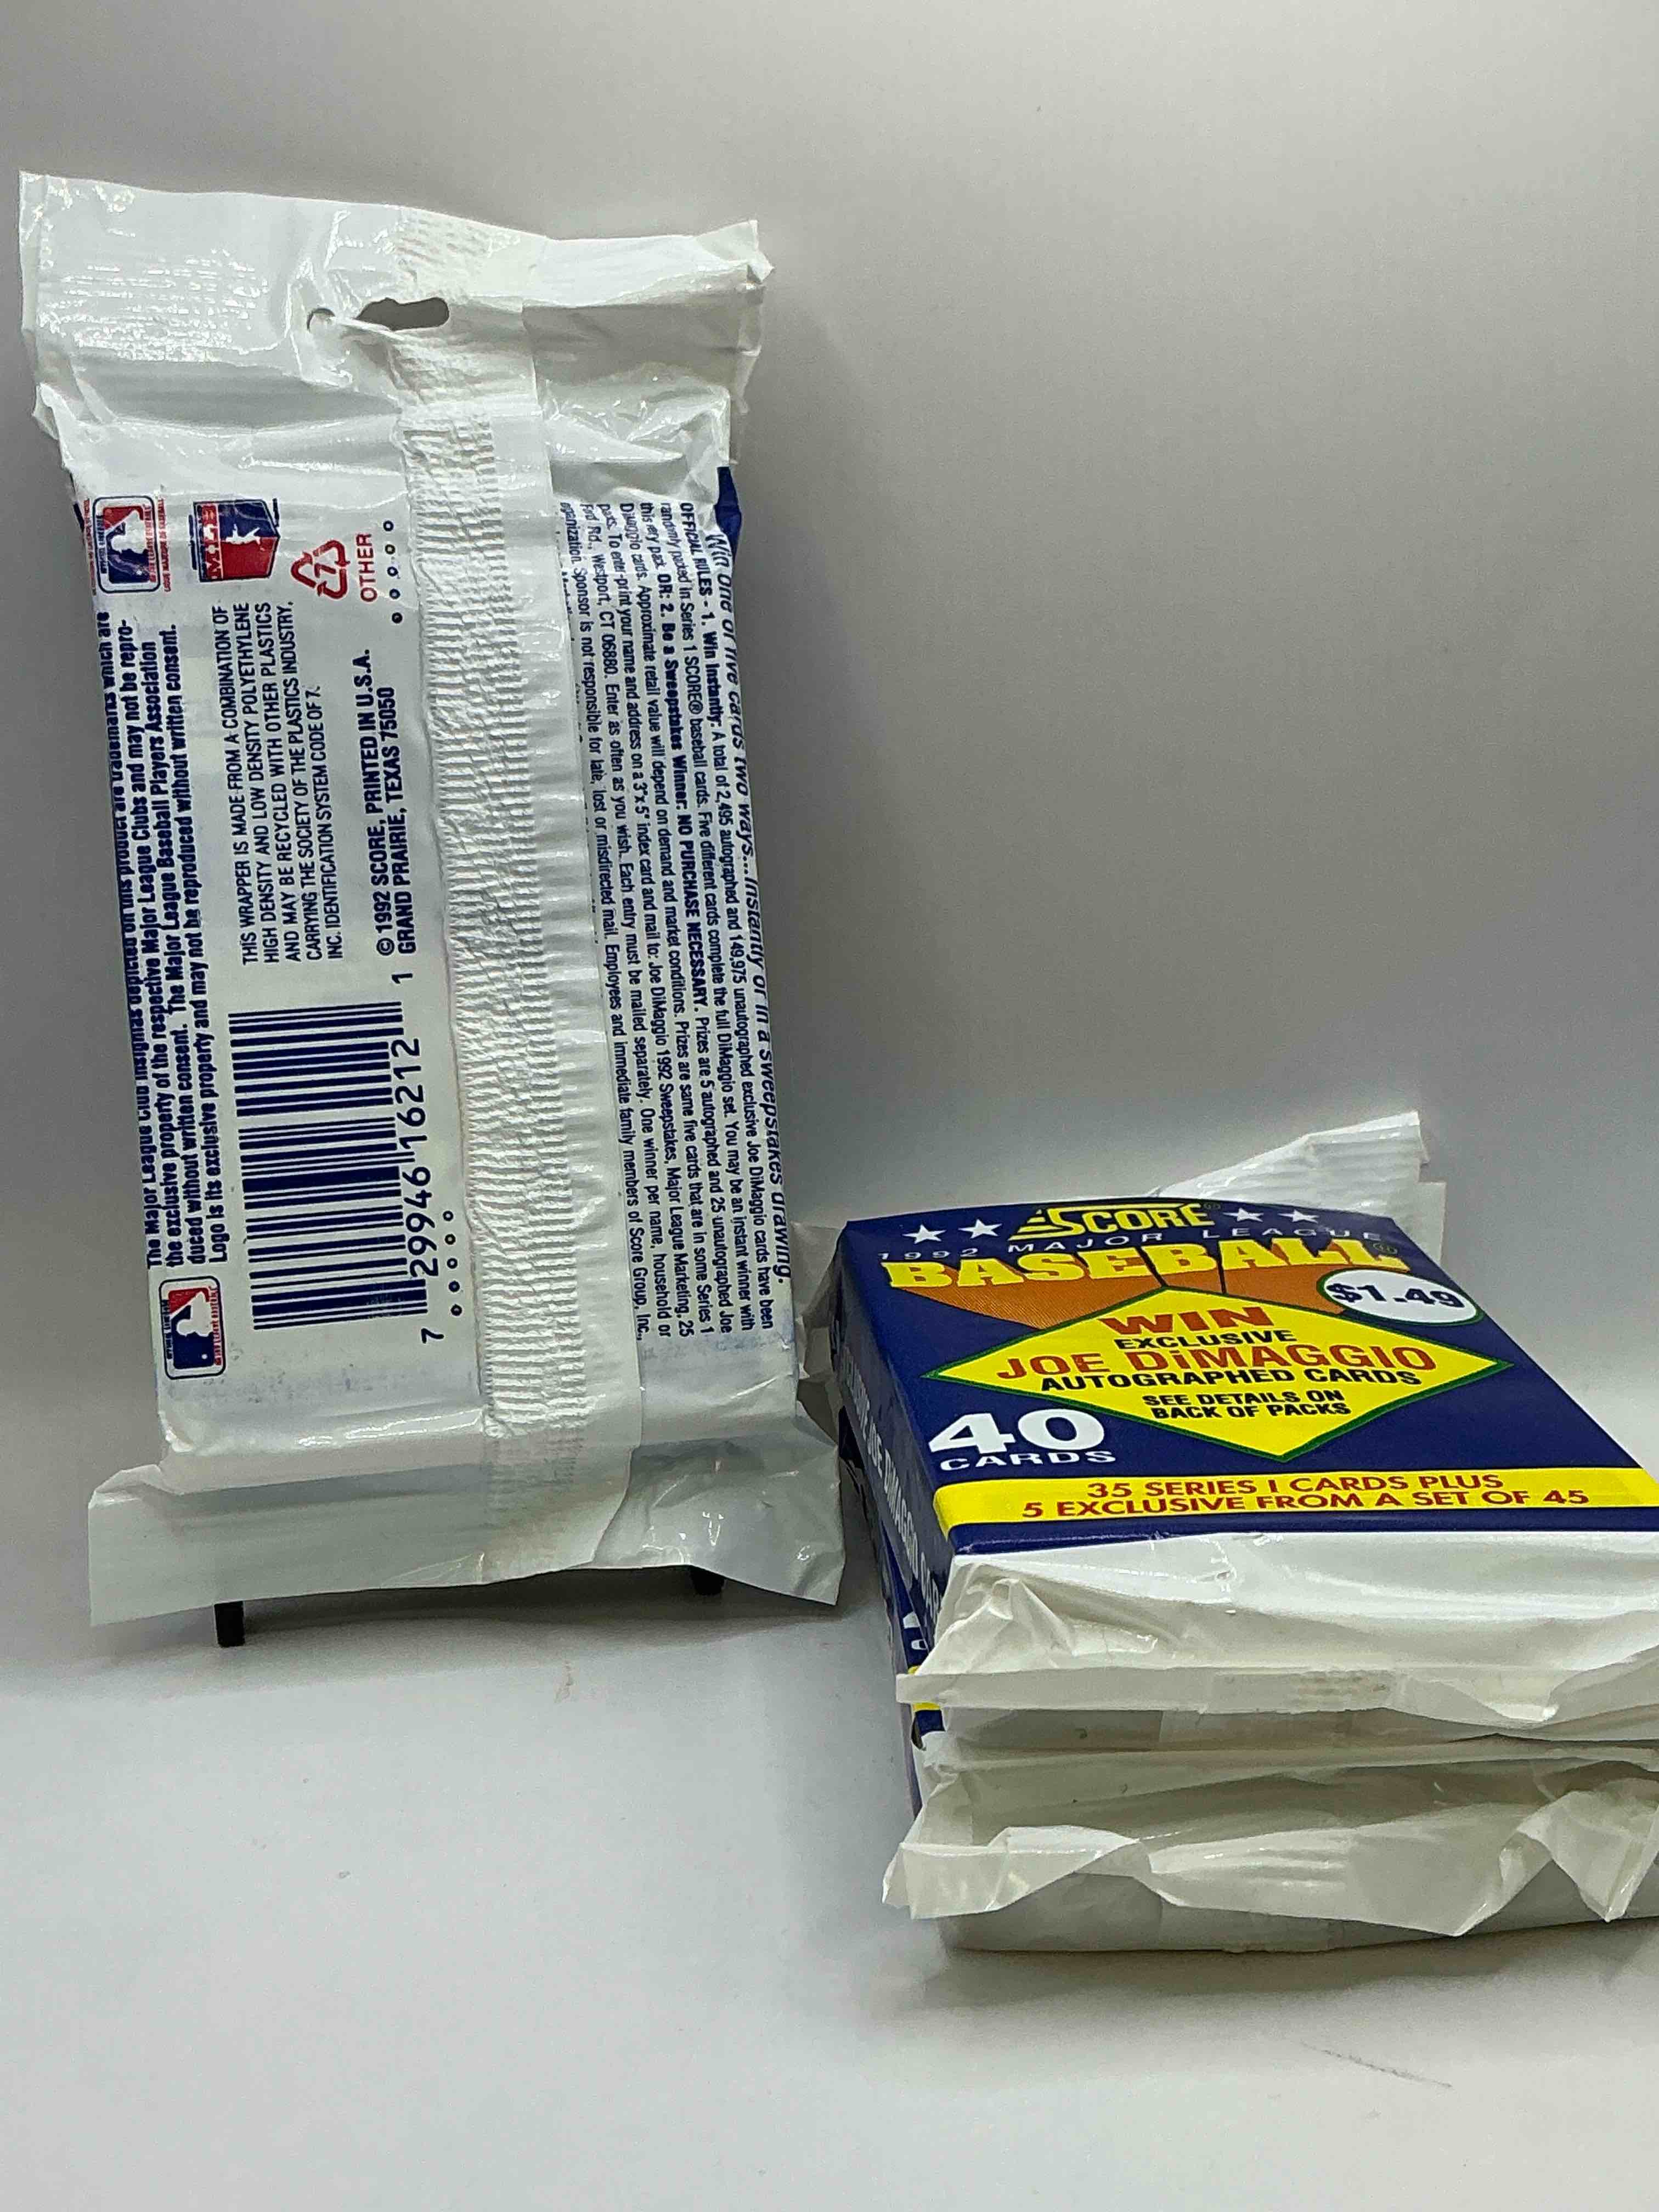 The Major League Club insignias depicted on this product are trademarks which are
the exclusive property of the respective Major League Clubs and may not be repro-
duced without written consent. The Major League Baseball Players Association
Logo is its exclusive property and may not be reproduced without written consent.
MLB
THIS WRAPPER IS MADE FROM A COMBINATION OF
HIGH DENSITY AND LOW DENSITY POLYETHYLENE
AND MAY BE RECYCLED WITH OTHER PLASTICS
CARRYING THE SOCIETY OF THE PLASTICS INDUSTRY,
INC. IDENTIFICATION SYSTEM CODE OF 7.
7
OTHER
© 1992 SCORE, PRINTED IN U.S.A.
GRAND PRAIRIE, TEXAS 75050
7 29946 16212 1
Win one of five cards two ways...instantly or in a sweepstakes drawing.
OFFICIAL RULES - 1. Win Instantly: A total of 2,495 autographed and 149,975 unautographed exclusive Joe DiMaggio cards have been
randomly packed in Series 1 SCORE® baseball cards. Five different cards complete the full DiMaggio set. You may be an instant winner with
this very pack. OR: 2. Be a Sweepstakes Winner: NO PURCHASE NECESSARY. Prizes are 5 autographed and 25 unautographed Joe
DiMaggio cards. Approximate retail value will depend on demand and market conditions. Prizes are same five cards that are in some Series 1
packs. To enter-print your name and address on a 3"x5" index card and mail to: Joe DiMaggio 1992 Sweepstakes, Major League Marketing, 25
Ford Rd., Westport, CT 06880. Enter as often as you wish. Each entry must be mailed separately. One winner per name, household or
organization. Sponsor is not responsible for late, lost or misdirected mail. Employees and immediate family members of Score Group, Inc.,
SCORE®
1992 MAJOR LEAGUE
BASEBALL®
$1.49
WIN
EXCLUSIVE
JOE DiMAGGIO
AUTOGRAPHED CARDS
SEE DETAILS ON
BACK OF PACKS
40
CARDS
35 SERIES I CARDS PLUS
5 EXCLUSIVE FROM A SET OF 45
JOE DiMAGGIO